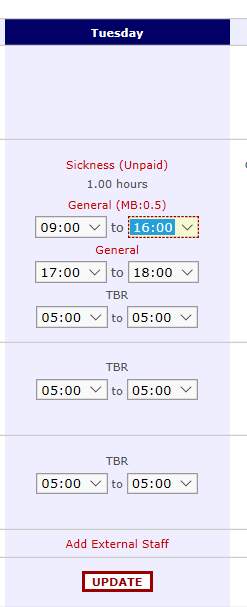 Tuesday
Sickness (Unpaid)
1.00 hours
General (MB:0.5)
09:00 to 16:00
General
17:00 to 18:00
TBR
05:00 to 05:00
TBR
05:00 to 05:00
TBR
05:00 to 05:00
Add External Staff
UPDATE